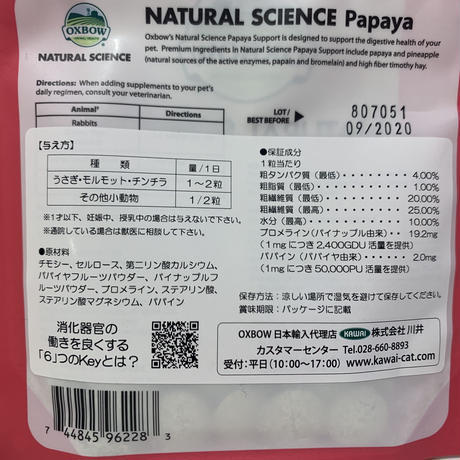 OXBOW
ANIMAL HEALTH
NATURAL SCIENCE Papaya
Oxbow's Natural Science Papaya Support is designed to support the digestive health of your
pet. Premium ingredients in Natural Science Papaya Support include papaya and pineapple
(natural sources of the active enzymes, papain and bromelain) and high fiber timothy hay.
Directions: When adding supplements to your pet's
daily regimen, consult your veterinarian.
Animal* Directions
Rabbits
LOT/
BEST BEFORE
807051
09/2020
【与え方】
種 類 量/1日
うさぎ・モルモット・チンチラ 1〜2粒
その他小動物 1/2粒
※1才以下、妊娠中、授乳中の場合は与えないで下さい。
※通院している場合は獣医に相談して下さい。
●原材料
チモシー、セルロース、第二リン酸カルシウム、
パパイヤフルーツパウダー、パイナップルフ
ルーツパウダー、ブロメライン、ステアリン酸、
ステアリン酸マグネシウム、パパイン
消化器官の
働きを良くする
「6」つのKeyとは?
●保証成分
1粒当たり
粗タンパク質(最低) 4.00%
粗脂質(最低) 1.00%
粗繊維質(最低) 20.00%
粗繊維質(最高) 25.00%
水分(最高) 10.00%
ブロメライン(パイナップル由来) 19.2mg
(1mgにつき2,400GDU活量を提供)
パパイン(パパイヤ由来) 2.0mg
(1mgにつき50,000PU活量を提供)
保存方法:涼しい場所で湿気を避けて保存してください。
賞味期限:パッケージに記載
OXBOW日本輸入代理店 KAWAI 株式会社川井
カスタマーセンター Tel.028-660-8893
受付:平日(10:00〜17:00) www.kawai-cat.com
7 44845 96228 3